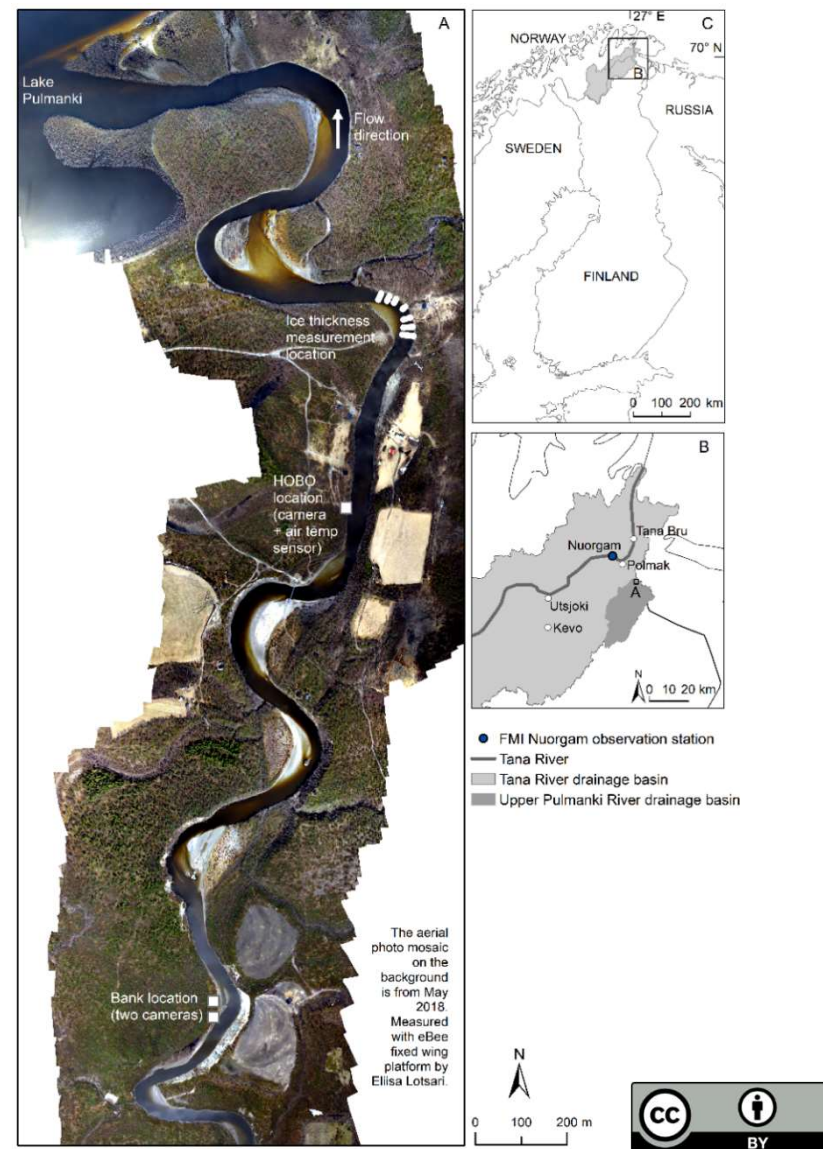 A
Lake
Pulmanki
Flow
direction
Ice thickness
measurement
location
HOBO
location
(camera
+ air temp
sensor)
Bank location
(two cameras)
The aerial
photo mosaic
on the
background
is from May
2018.
Measured
with eBee
fixed wing
platform by
Eliisa Lotsari.
27° E
C
NORWAY
70° N
B
RUSSIA
SWEDEN
FINLAND
0 100 200 km
B
Tana Bru
Nuorgam
Polmak
A
Utsjoki
Kevo
N
0 10 20 km
FMI Nuorgam observation station
Tana River
Tana River drainage basin
Upper Pulmanki River drainage basin
N
0 100 200 m
cc
BY